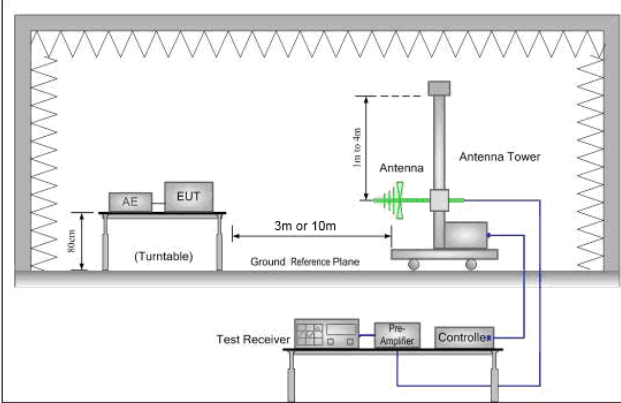 1m to 4m
Antenna
Antenna Tower
AE
EUT
80cm
(Turntable)
3m or 10m
Ground Reference Plane
Test Receiver
Pre-
Amplifier
Controller